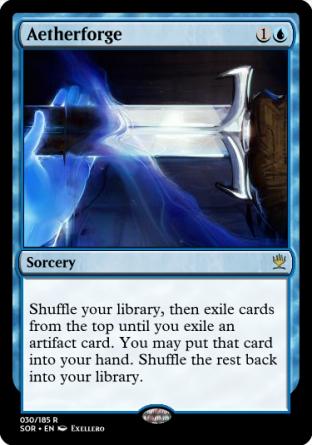 Aetherforge 1
Sorcery
Shuffle your library, then exile cards
from the top until you exile an
artifact card. You may put that card
into your hand. Shuffle the rest back
into your library.
030/185 R
SOR • EN Exellero